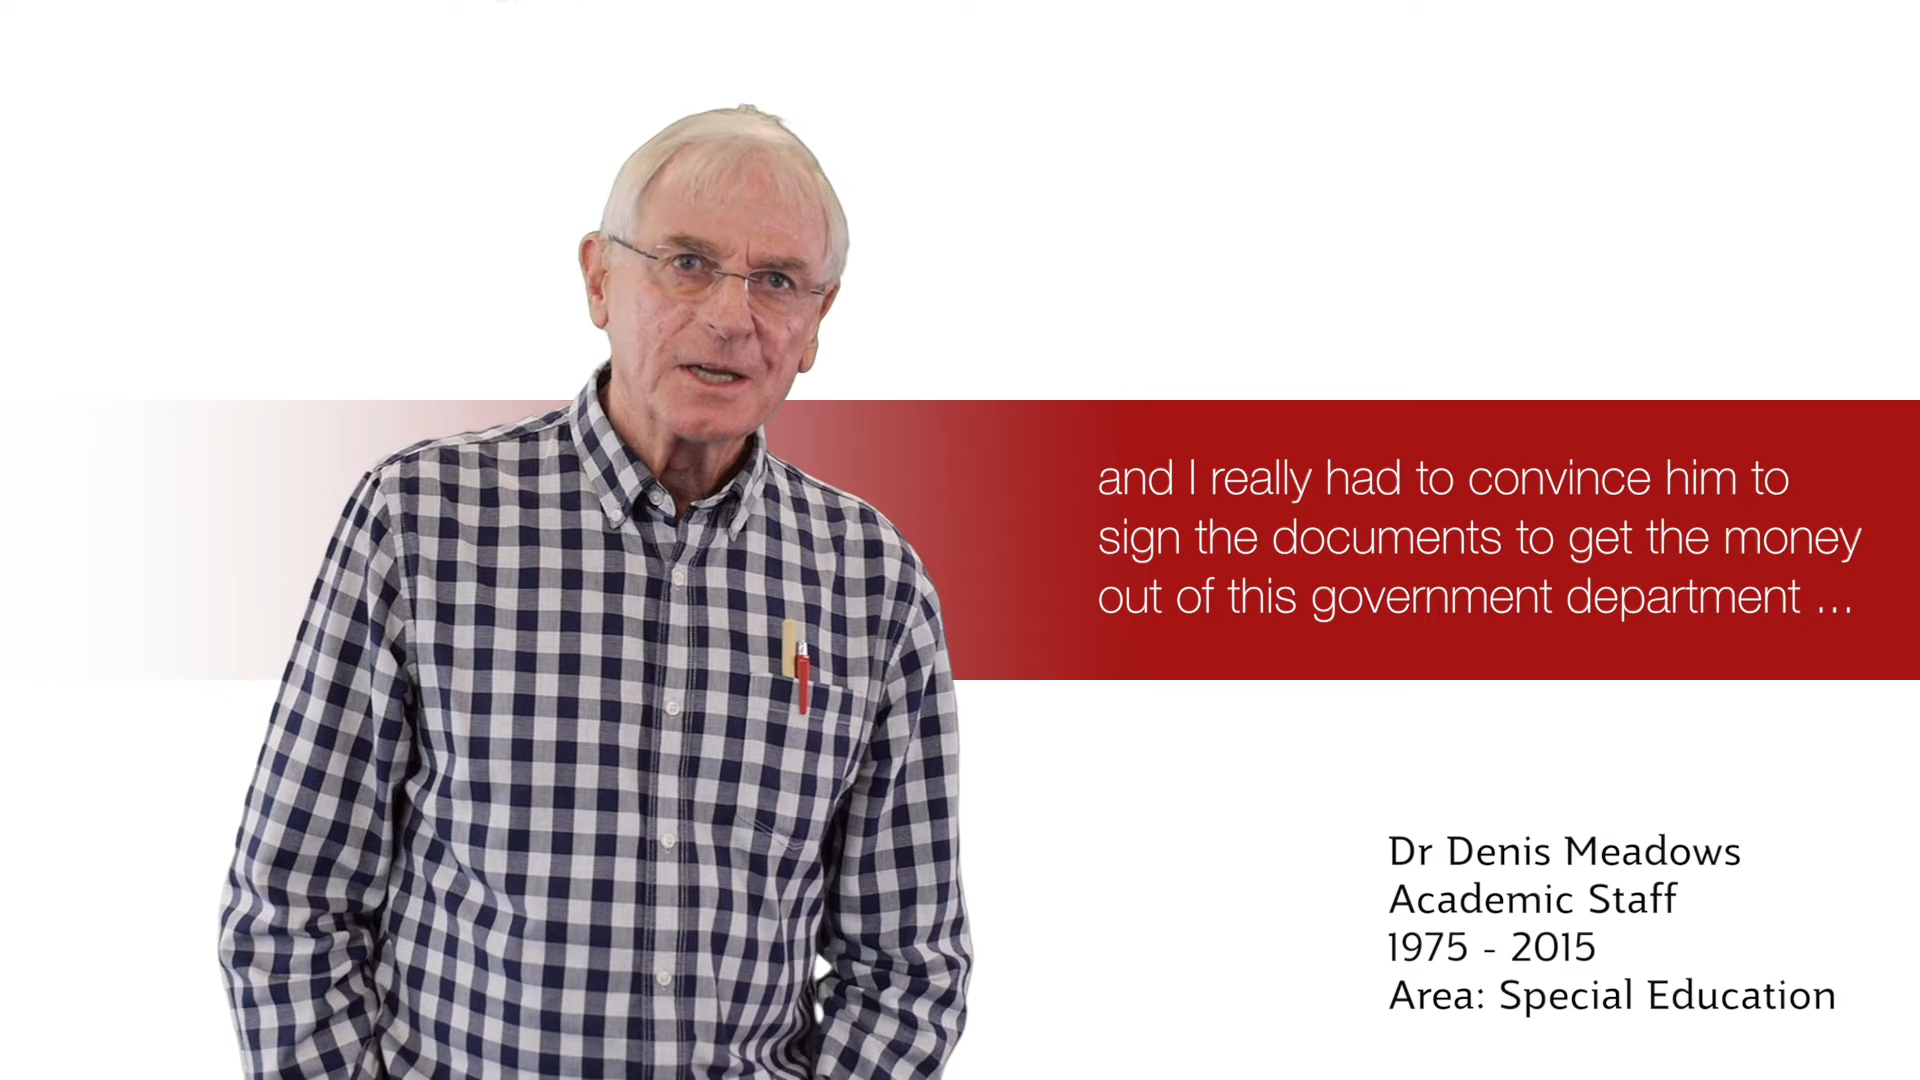 and I really had to convince him to
sign the documents to get the money
out of this government department ...
Dr Denis Meadows
Academic Staff
1975 - 2015
Area: Special Education